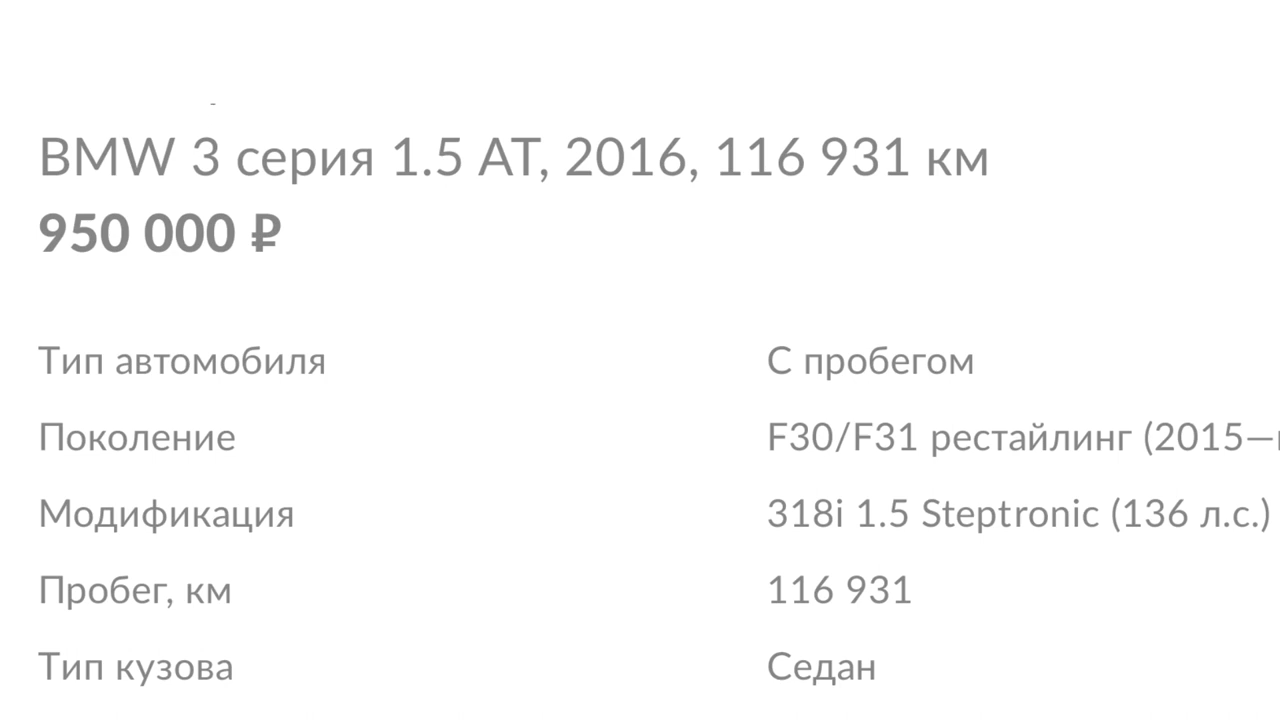 BMW 3 серия 1.5 AT, 2016, 116 931 км
950 000 ₽
Тип автомобиля С пробегом
Поколение F30/F31 рестайлинг (2015—
Модификация 318i 1.5 Steptronic (136 л.с.)
Пробег, км 116 931
Тип кузова Седан